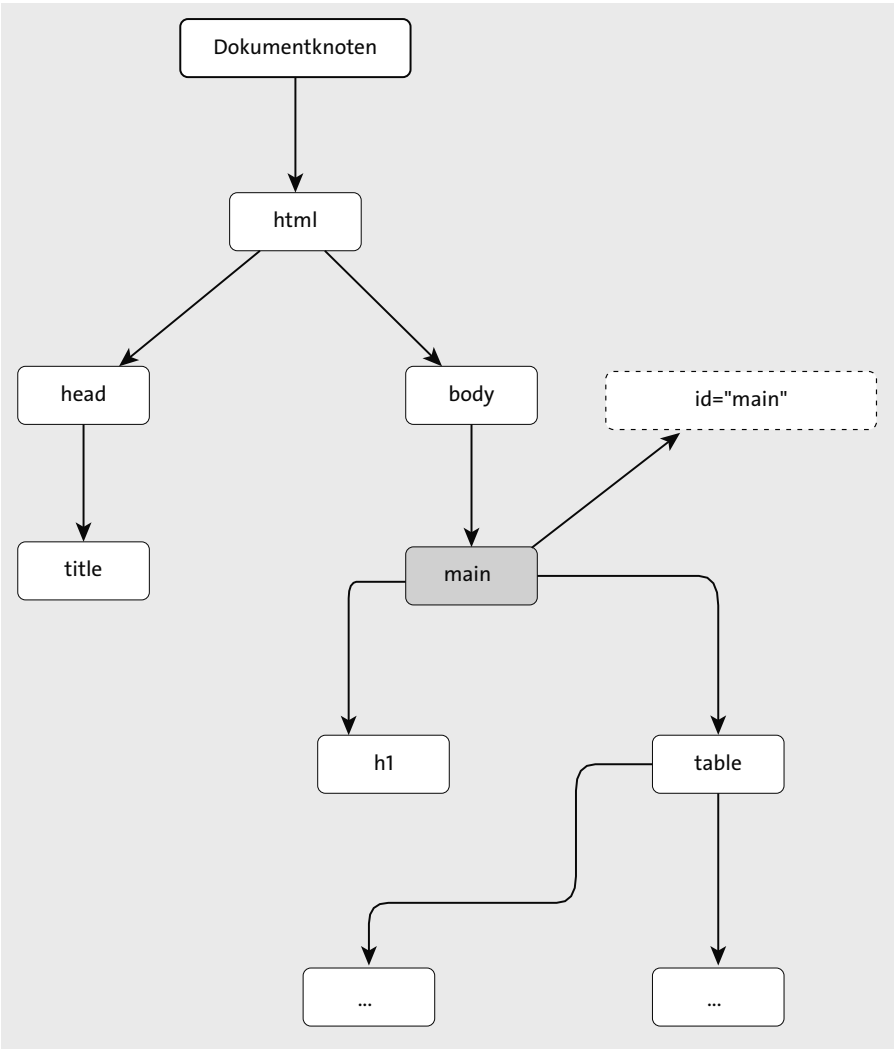 Dokumentknoten
html
head
body
id="main"
title
main
h1
table
...
...